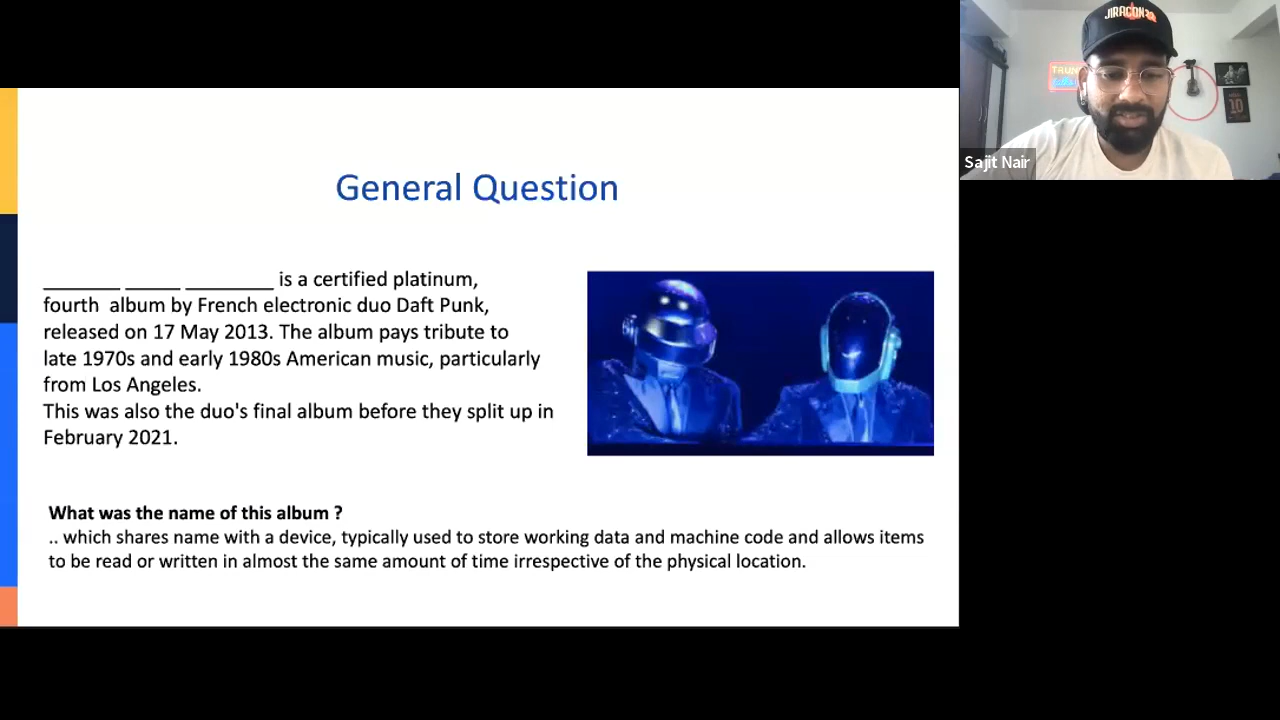 General Question
_______ _____ ________ is a certified platinum,
fourth  album by French electronic duo Daft Punk,
released on 17 May 2013. The album pays tribute to
late 1970s and early 1980s American music, particularly
from Los Angeles.
This was also the duo's final album before they split up in
February 2021.
What was the name of this album ?
.. which shares name with a device, typically used to store working data and machine code and allows items
to be read or written in almost the same amount of time irrespective of the physical location.
JIRACON22
TRUN
10
Sajit Nair